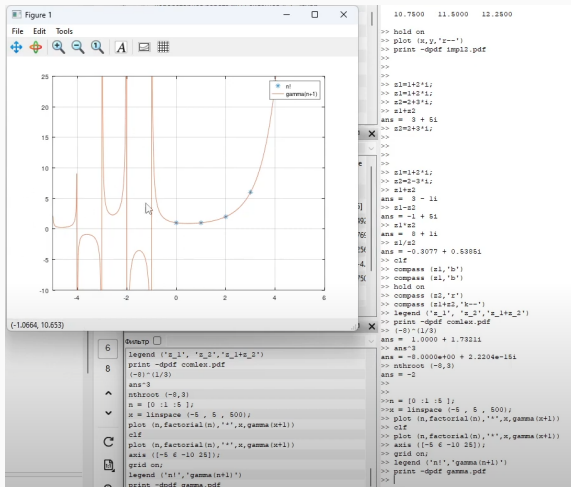 Figure 1
File Edit Tools
A
n!
gamma(n+1)
25
20
15
10
5
0
-5
-10
-4 -2 0 2 4 6
(-1.0664, 10.653)
6
8
Фильтр
legend ('z_1', 'z_2','z_1+z_2')
print -dpdf comlex.pdf
(-8)^(1/3)
ans^3
nthroot (-8,3)
n = [0 :1 :5 ];
x = linspace (-5 , 5 , 500);
plot (n,factorial(n),'*',x,gamma(x+1))
clf
plot (n,factorial(n),'*',x,gamma(x+1))
axis ([-5 6 -10 25]);
grid on;
legend ('n!','gamma(n+1)')
print -dpdf gamma.pdf
10.7500 11.5000 12.2500
>> hold on
>> plot (x,y,'r--')
>> print -dpdf impl2.pdf
>>
>>
>>
>> z1=1+2*i;
>> z1=1+2*i;
>> z2=2+3*i;
>> z1+z2
ans = 3 + 5i
>> z2=2+3*i;
>>
>>
>>
>> z1=1+2*i;
>> z2=2-3*i;
>> z1+z2
ans = 3 - 1i
>> z1-z2
ans = -1 + 5i
>> z1*z2
ans = 8 + 1i
>> z1/z2
ans = -0.3077 + 0.5385i
>> clf
>> compass (z1,'b')
>> compass (z1,'b')
>> hold on
>> compass (z2,'r')
>> compass (z1+z2,'k--')
>> legend ('z_1', 'z_2','z_1+z_2')
>> print -dpdf comlex.pdf
>> (-8)^(1/3)
ans = 1.0000 + 1.7321i
>> ans^3
ans = -8.0000e+00 + 2.2204e-15i
>> nthroot (-8,3)
ans = -2
>>
>>
>>n = [0 :1 :5 ];
>>x = linspace (-5 , 5 , 500);
>> plot (n,factorial(n),'*',x,gamma(x+1))
>> clf
>> plot (n,factorial(n),'*',x,gamma(x+1))
>> axis ([-5 6 -10 25]);
>> grid on;
>> legend ('n!','gamma(n+1)')
>> print -dpdf gamma.pdf
>>